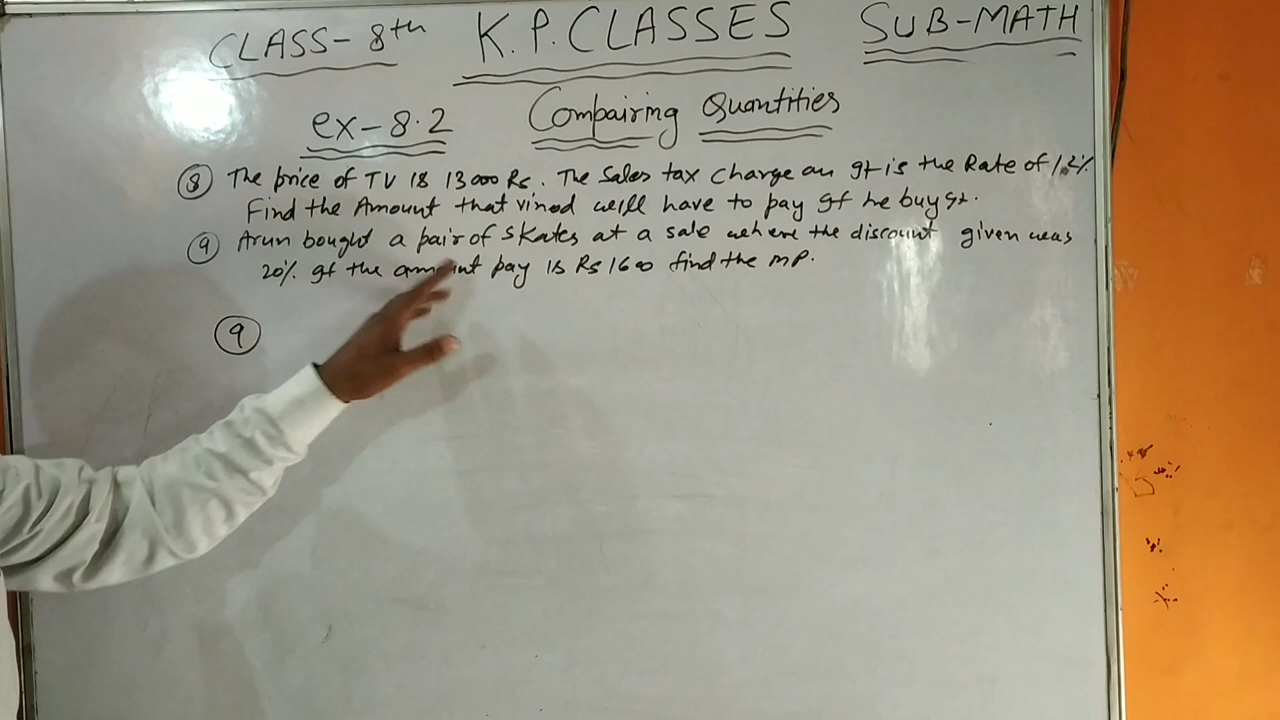 CLASS-8th K.P.CLASSES SUB-MATH
ex-8.2 Compairing Quantities
(8) The price of TV is 13000 Rs. The Sales tax charge on It is the Rate of 12%.
Find the Amount that vinod will have to pay If he buy It.
(9) Arun bought a pair of skates at a sale where the discount given was
20% If the amount pay is Rs 1600 find the MP.
(9)